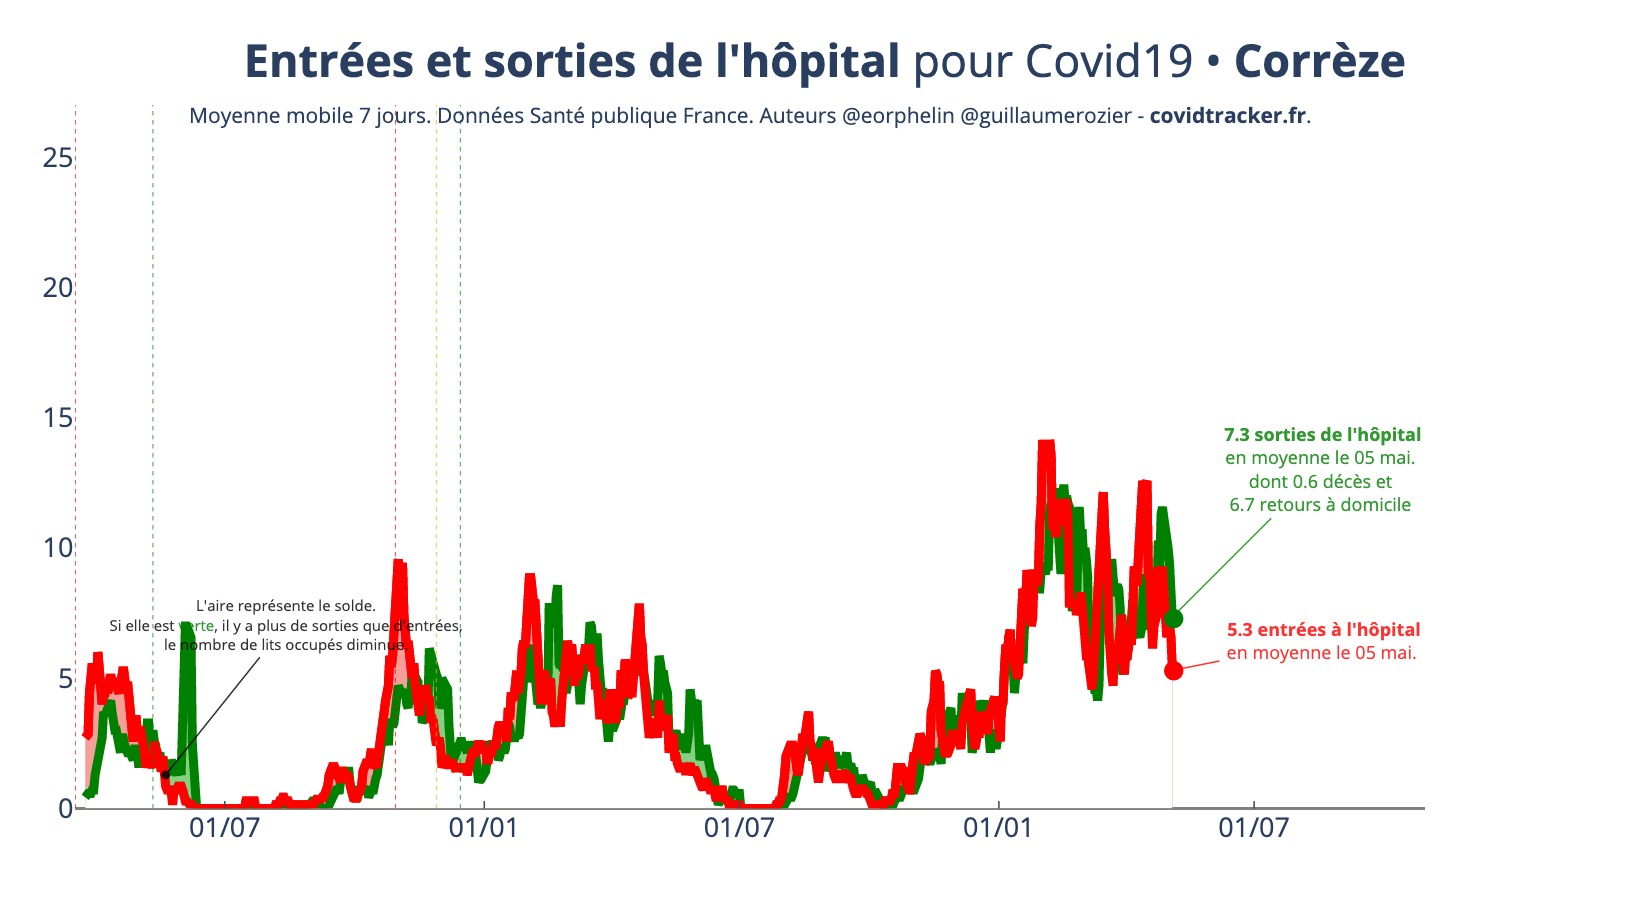 Entrées et sorties de l'hôpital pour Covid19 • Corrèze
Moyenne mobile 7 jours. Données Santé publique France. Auteurs @eorphelin @guillaumerozier - covidtracker.fr.
25
20
15
10
5
0
L'aire représente le solde.
Si elle est verte, il y a plus de sorties que d'entrées,
le nombre de lits occupés diminue.
7.3 sorties de l'hôpital
en moyenne le 05 mai.
dont 0.6 décès et
6.7 retours à domicile
5.3 entrées à l'hôpital
en moyenne le 05 mai.
01/07
01/01
01/07
01/01
01/07